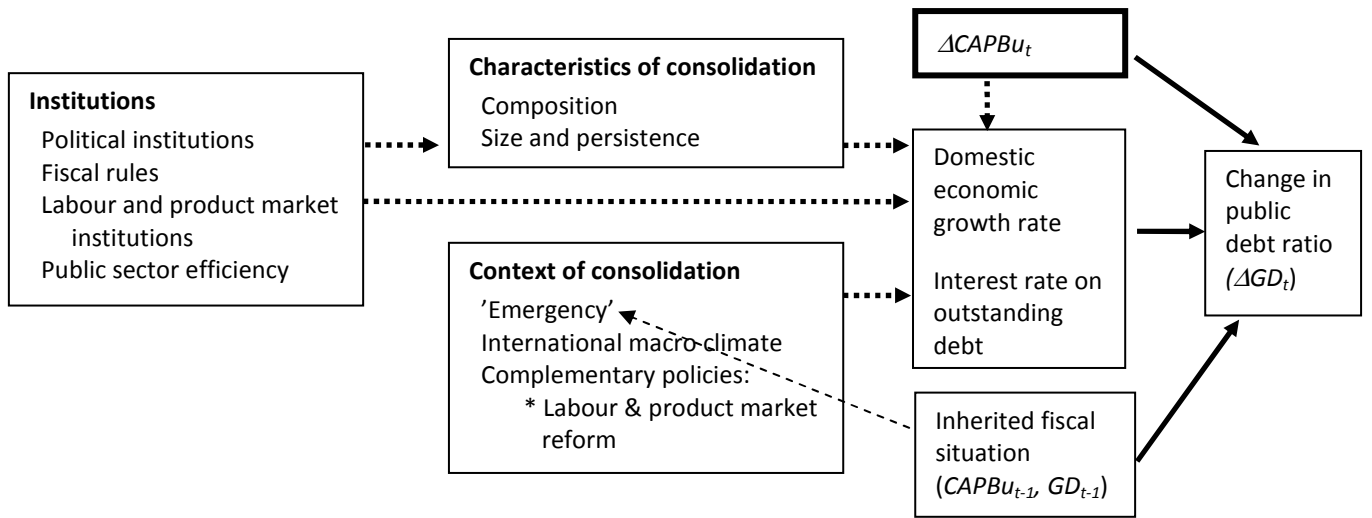 Institutions
Political institutions
Fiscal rules
Labour and product market
institutions
Public sector efficiency
Characteristics of consolidation
Composition
Size and persistence
Context of consolidation
’Emergency’
International macro climate
Complementary policies:
* Labour & product market
reform
ΔCAPBuₜ
Domestic
economic
growth rate
Interest rate on
outstanding
debt
Inherited fiscal
situation
(CAPBuₜ₋₁, GDₜ₋₁)
Change in
public
debt ratio
(ΔGDₜ)